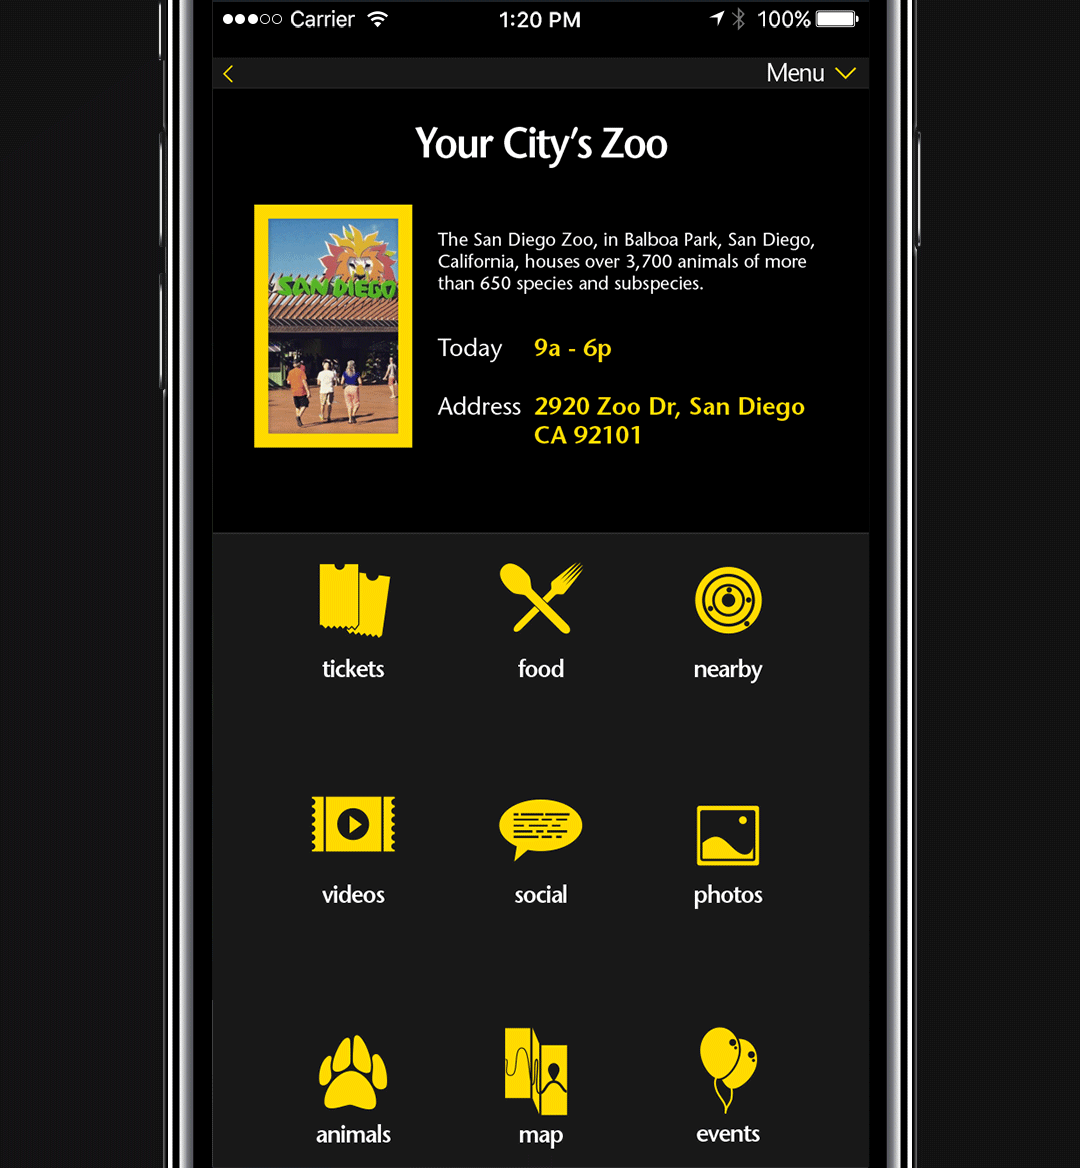 Carrier 1:20 PM 100%
Menu
Your City's Zoo
SAN DIEGO
The San Diego Zoo, in Balboa Park, San Diego,
California, houses over 3,700 animals of more
than 650 species and subspecies.
Today 9a - 6p
Address 2920 Zoo Dr, San Diego
CA 92101
tickets food nearby
videos social photos
animals map events